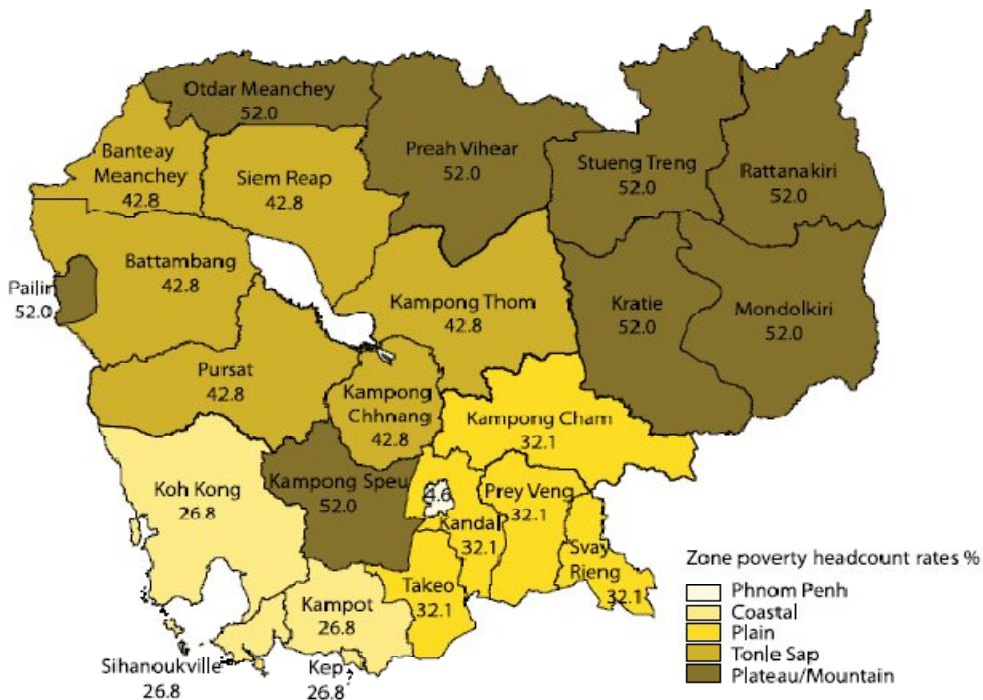 Otdar Meanchey
52.0
Preah Vihear
52.0
Stueng Treng
52.0
Rattanakiri
52.0
Banteay
Meanchey
42.8
Siem Reap
42.8
Battambang
42.8
Pailin
52.0
Kampong Thom
42.8
Kratie
52.0
Mondolkiri
52.0
Pursat
42.8
Kampong
Chhnang
42.8
Kampong Cham
32.1
Koh Kong
26.8
Kampong Speu
52.0
4.6
Kandal
32.1
Prey Veng
32.1
Svay
Rieng
32.1
Takeo
32.1
Kampot
26.8
Sihanoukville
26.8
Kep
26.8
Zone poverty headcount rates %
Phnom Penh
Coastal
Plain
Tonle Sap
Plateau/Mountain